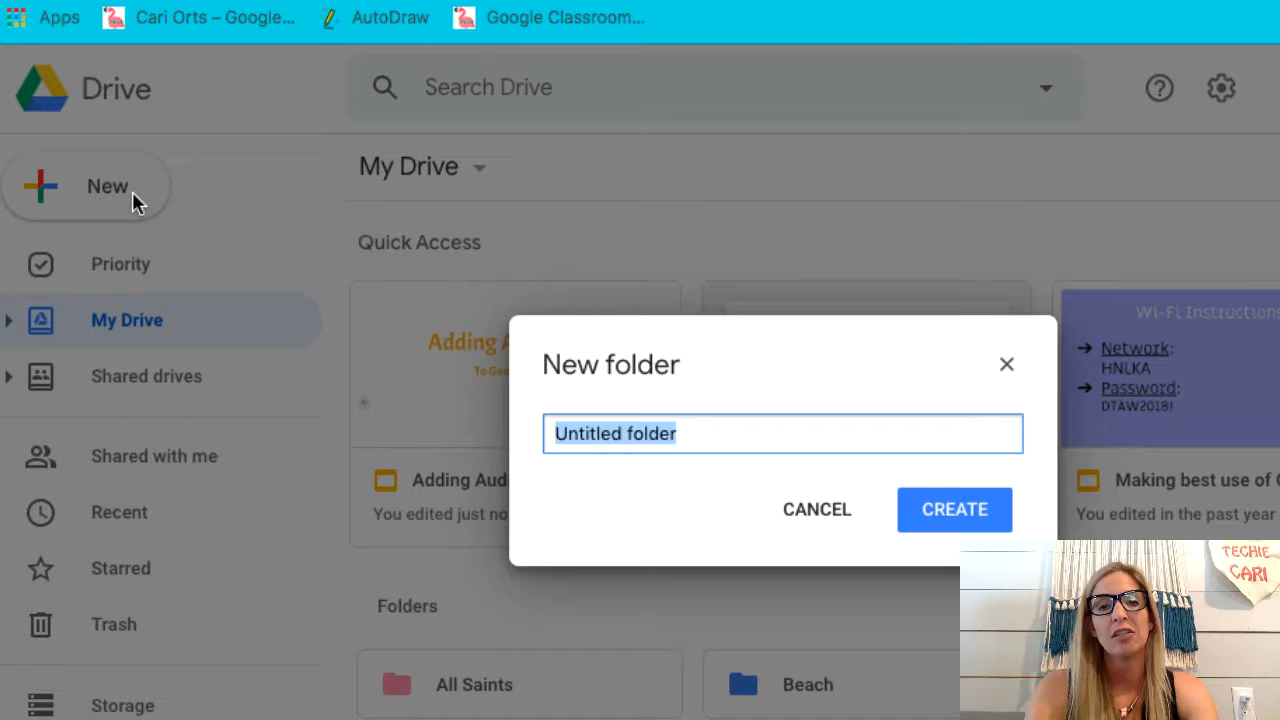 Apps Cari Orts – Google... AutoDraw Google Classroom...
Drive Search Drive
New
My Drive
Quick Access
Priority
My Drive
Shared drives
Shared with me
Recent
Starred
Trash
Storage
Adding A
To Goo
Wi-Fi Instructions
➔ Network:
HNLKA
➔ Password:
DTAW2018!
Adding Aud
You edited just no
Making best use of
You edited in the past year
New folder
Untitled folder
CANCEL CREATE
Folders
All Saints Beach
TECHIE
CARI